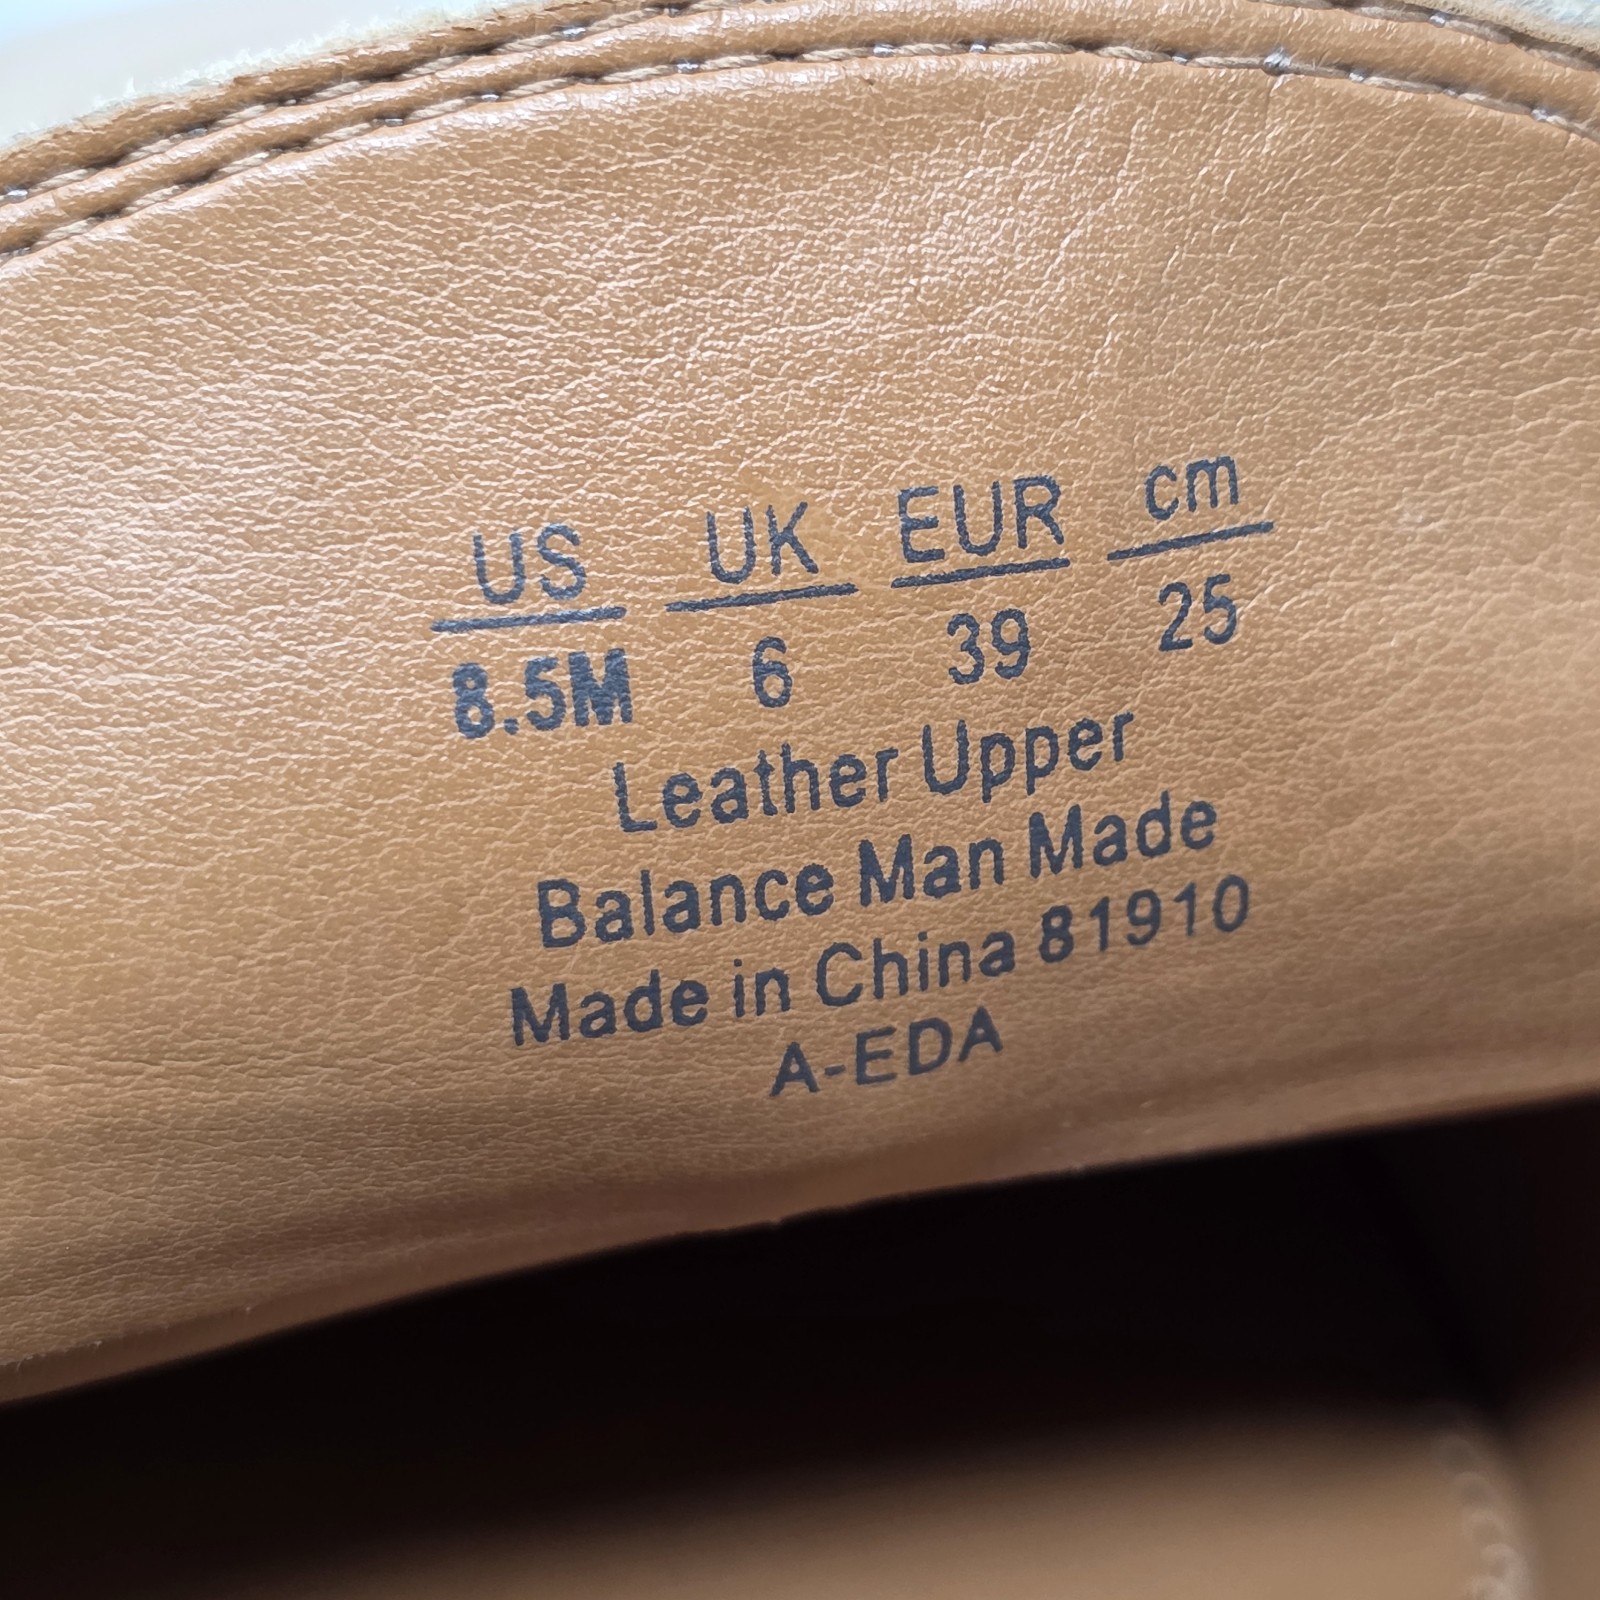 US UK EUR cm
8.5M 6 39 25
Leather Upper
Balance Man Made
Made in China 81910
A-EDA